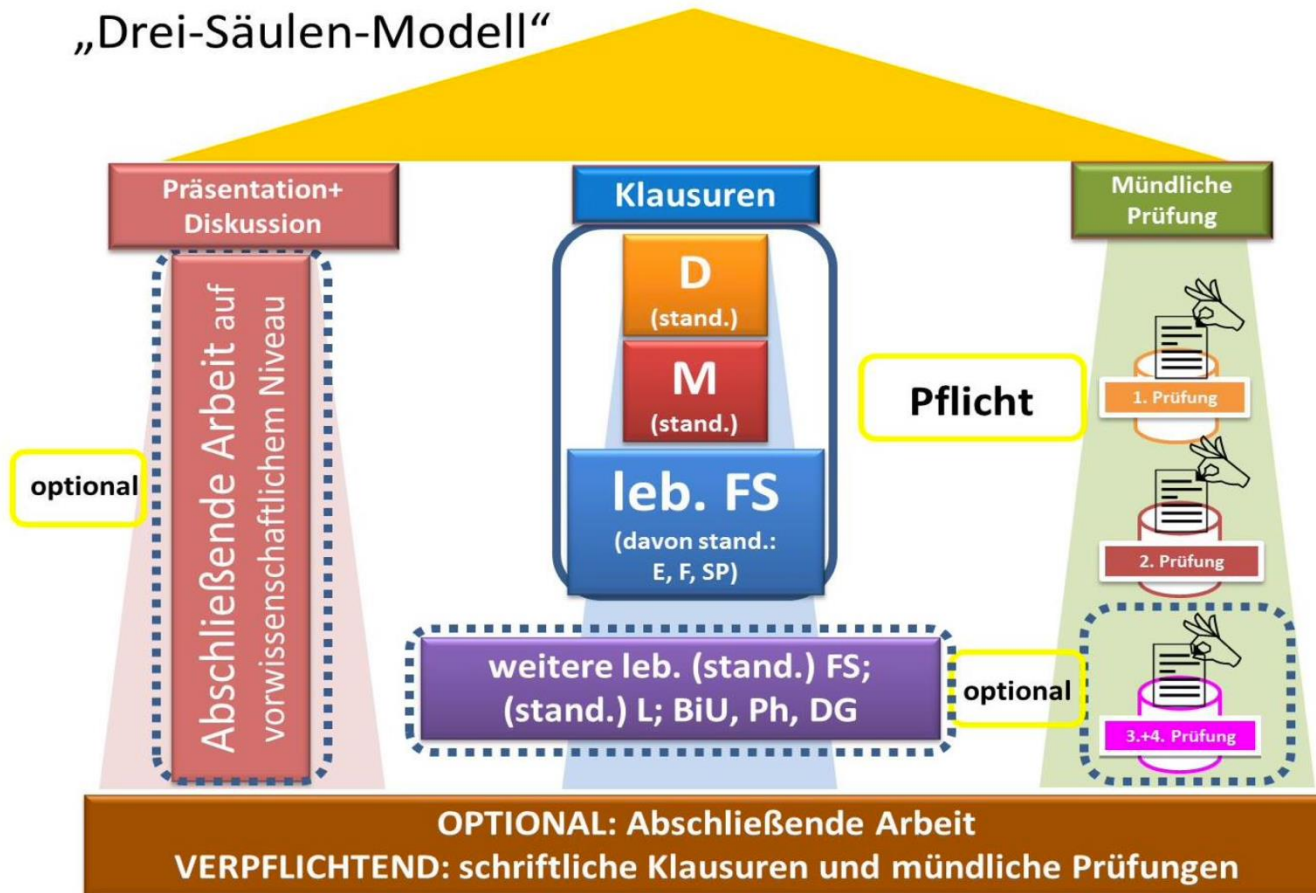 „Drei-Säulen-Modell“
Präsentation+
Diskussion
Abschließende Arbeit auf
vorwissenschaftlichem Niveau
optional
Klausuren
D
(stand.)
M
(stand.)
leb. FS
(davon stand.:
E, F, SP)
weitere leb. (stand.) FS;
(stand.) L; BiU, Ph, DG
optional
Pflicht
Mündliche
Prüfung
1. Prüfung
2. Prüfung
3.+4. Prüfung
OPTIONAL: Abschließende Arbeit
VERPFLICHTEND: schriftliche Klausuren und mündliche Prüfungen